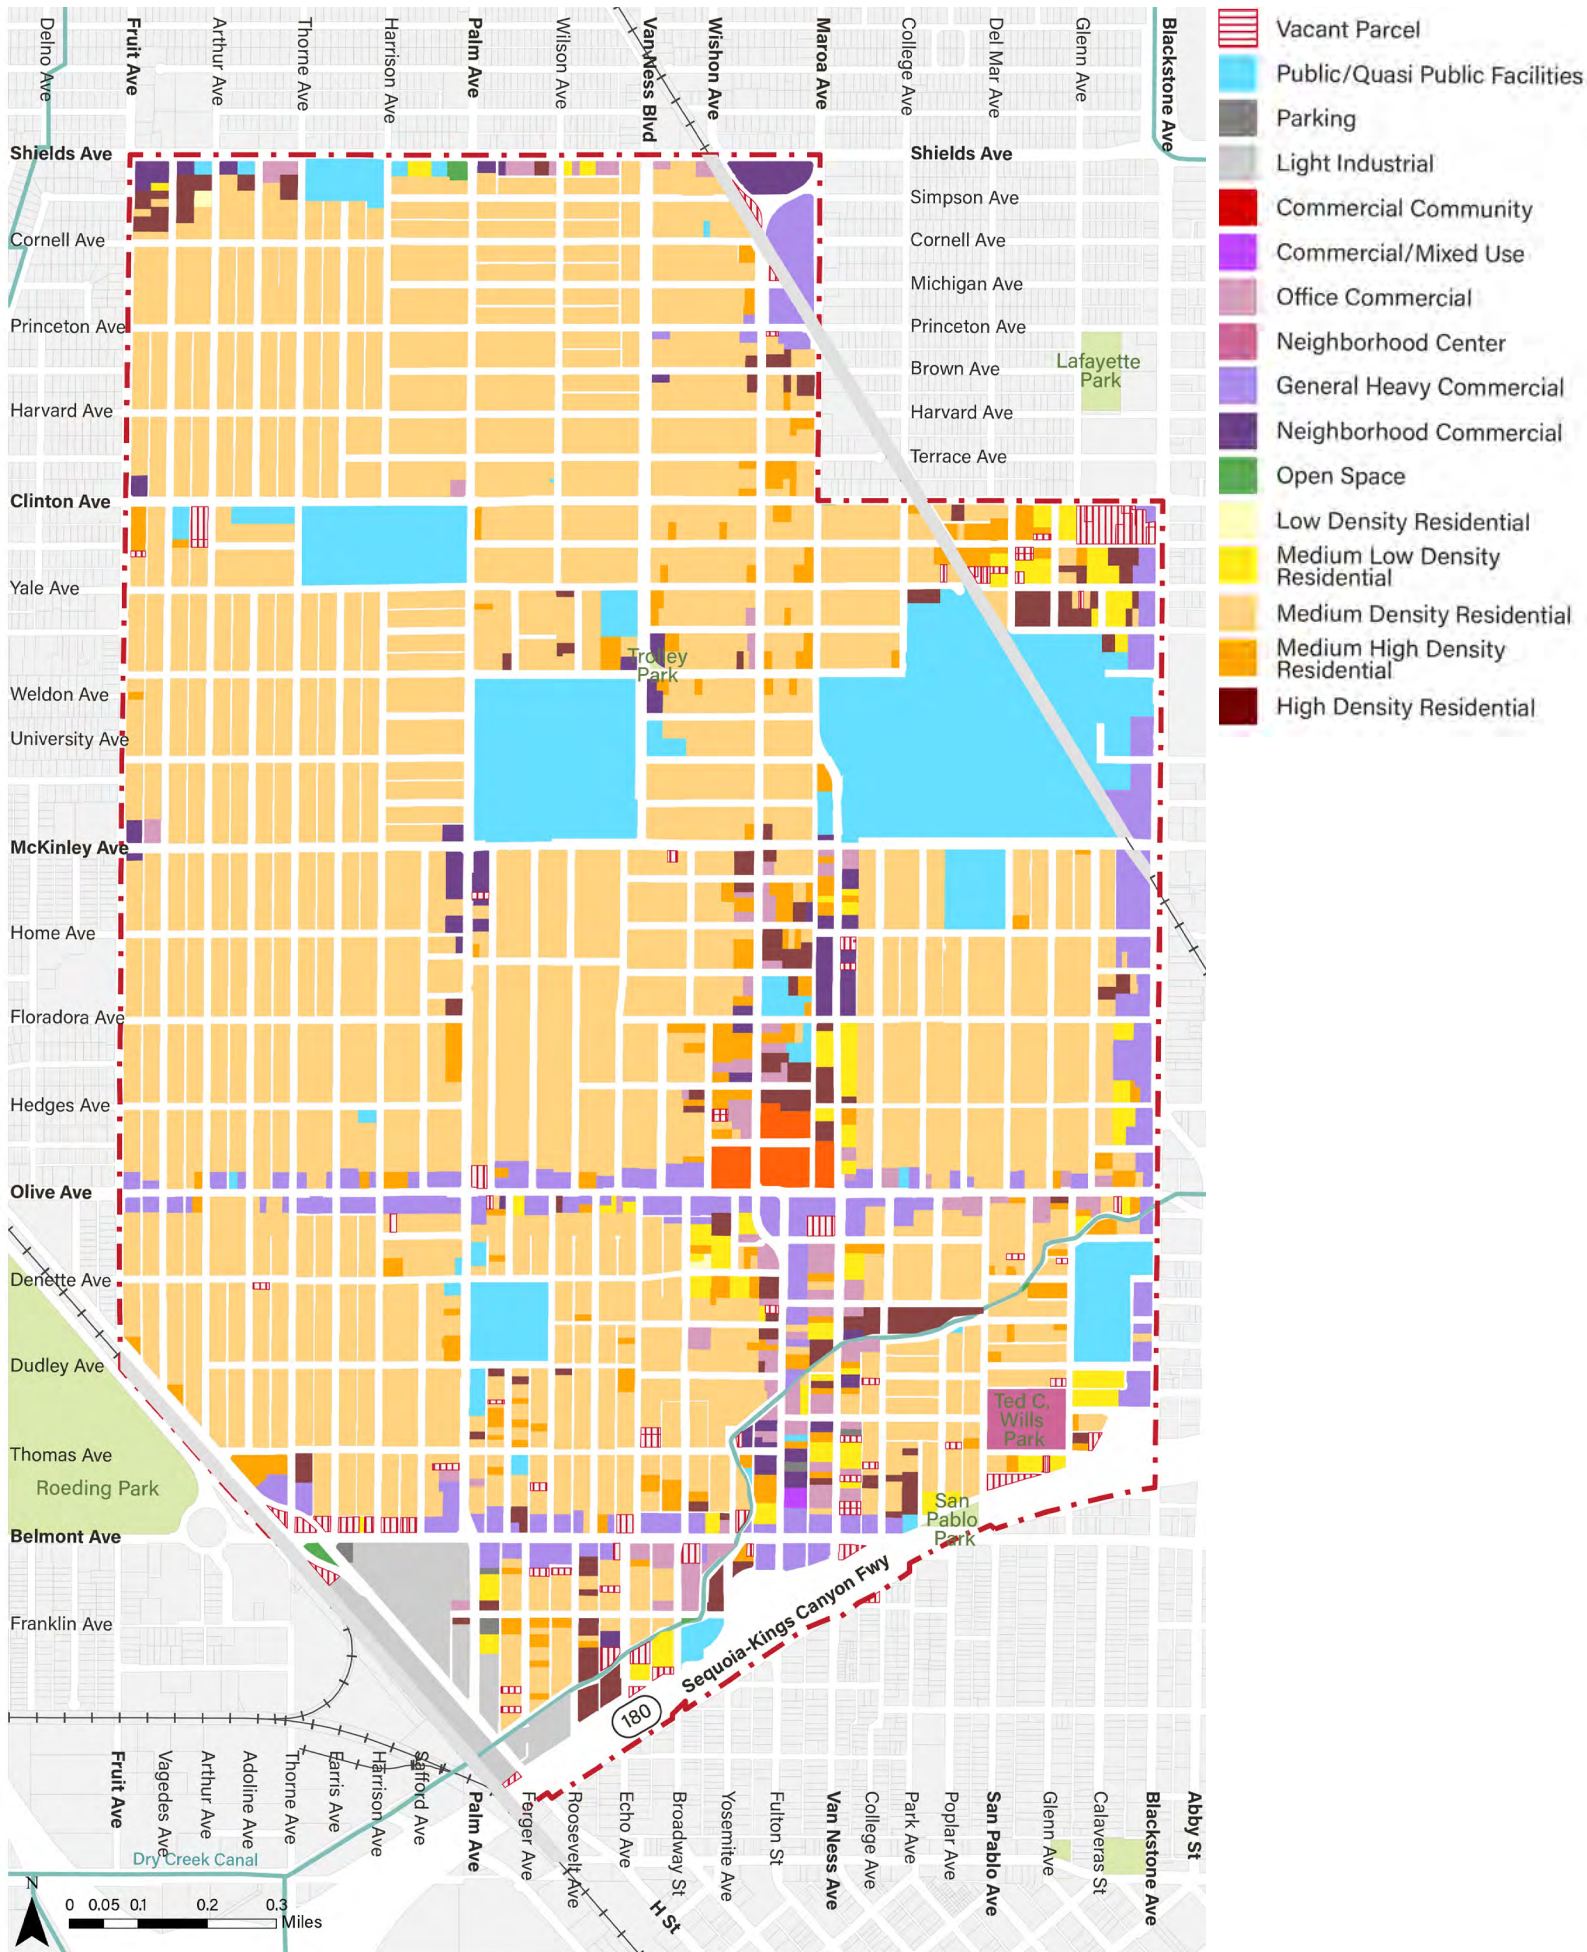 Delno Ave
Fruit Ave
Arthur Ave
Thorne Ave
Harrison Ave
Palm Ave
Wilson Ave
Van Ness Blvd
Wishon Ave
Maroa Ave
College Ave
Del Mar Ave
Glenn Ave
Blackstone Ave
Vacant Parcel
Public/Quasi Public Facilities
Parking
Light Industrial
Commercial Community
Commercial/Mixed Use
Office Commercial
Neighborhood Center
General Heavy Commercial
Neighborhood Commercial
Open Space
Low Density Residential
Medium Low Density
Residential
Medium Density Residential
Medium High Density
Residential
High Density Residential
Shields Ave
Cornell Ave
Princeton Ave
Harvard Ave
Clinton Ave
Yale Ave
Weldon Ave
University Ave
McKinley Ave
Home Ave
Floradora Ave
Hedges Ave
Olive Ave
Denette Ave
Dudley Ave
Thomas Ave
Roeding Park
Belmont Ave
Franklin Ave
Shields Ave
Simpson Ave
Cornell Ave
Michigan Ave
Princeton Ave
Brown Ave
Harvard Ave
Terrace Ave
Lafayette
Park
Trolley
Park
Ted C.
Wills
Park
San
Pablo
Park
Sequoia-Kings Canyon Fwy
180
Fruit Ave
Vagedes Ave
Arthur Ave
Adoline Ave
Thorne Ave
Farris Ave
Harrison Ave
Safford Ave
Palm Ave
Ferger Ave
Roosevelt Ave
Echo Ave
Broadway St
Yosemite Ave
Fulton St
Van Ness Ave
College Ave
Park Ave
Poplar Ave
San Pablo Ave
Glenn Ave
Calaveras St
Blackstone Ave
Abby St
H St
Dry Creek Canal
N
0 0.05 0.1 0.2 0.3
Miles